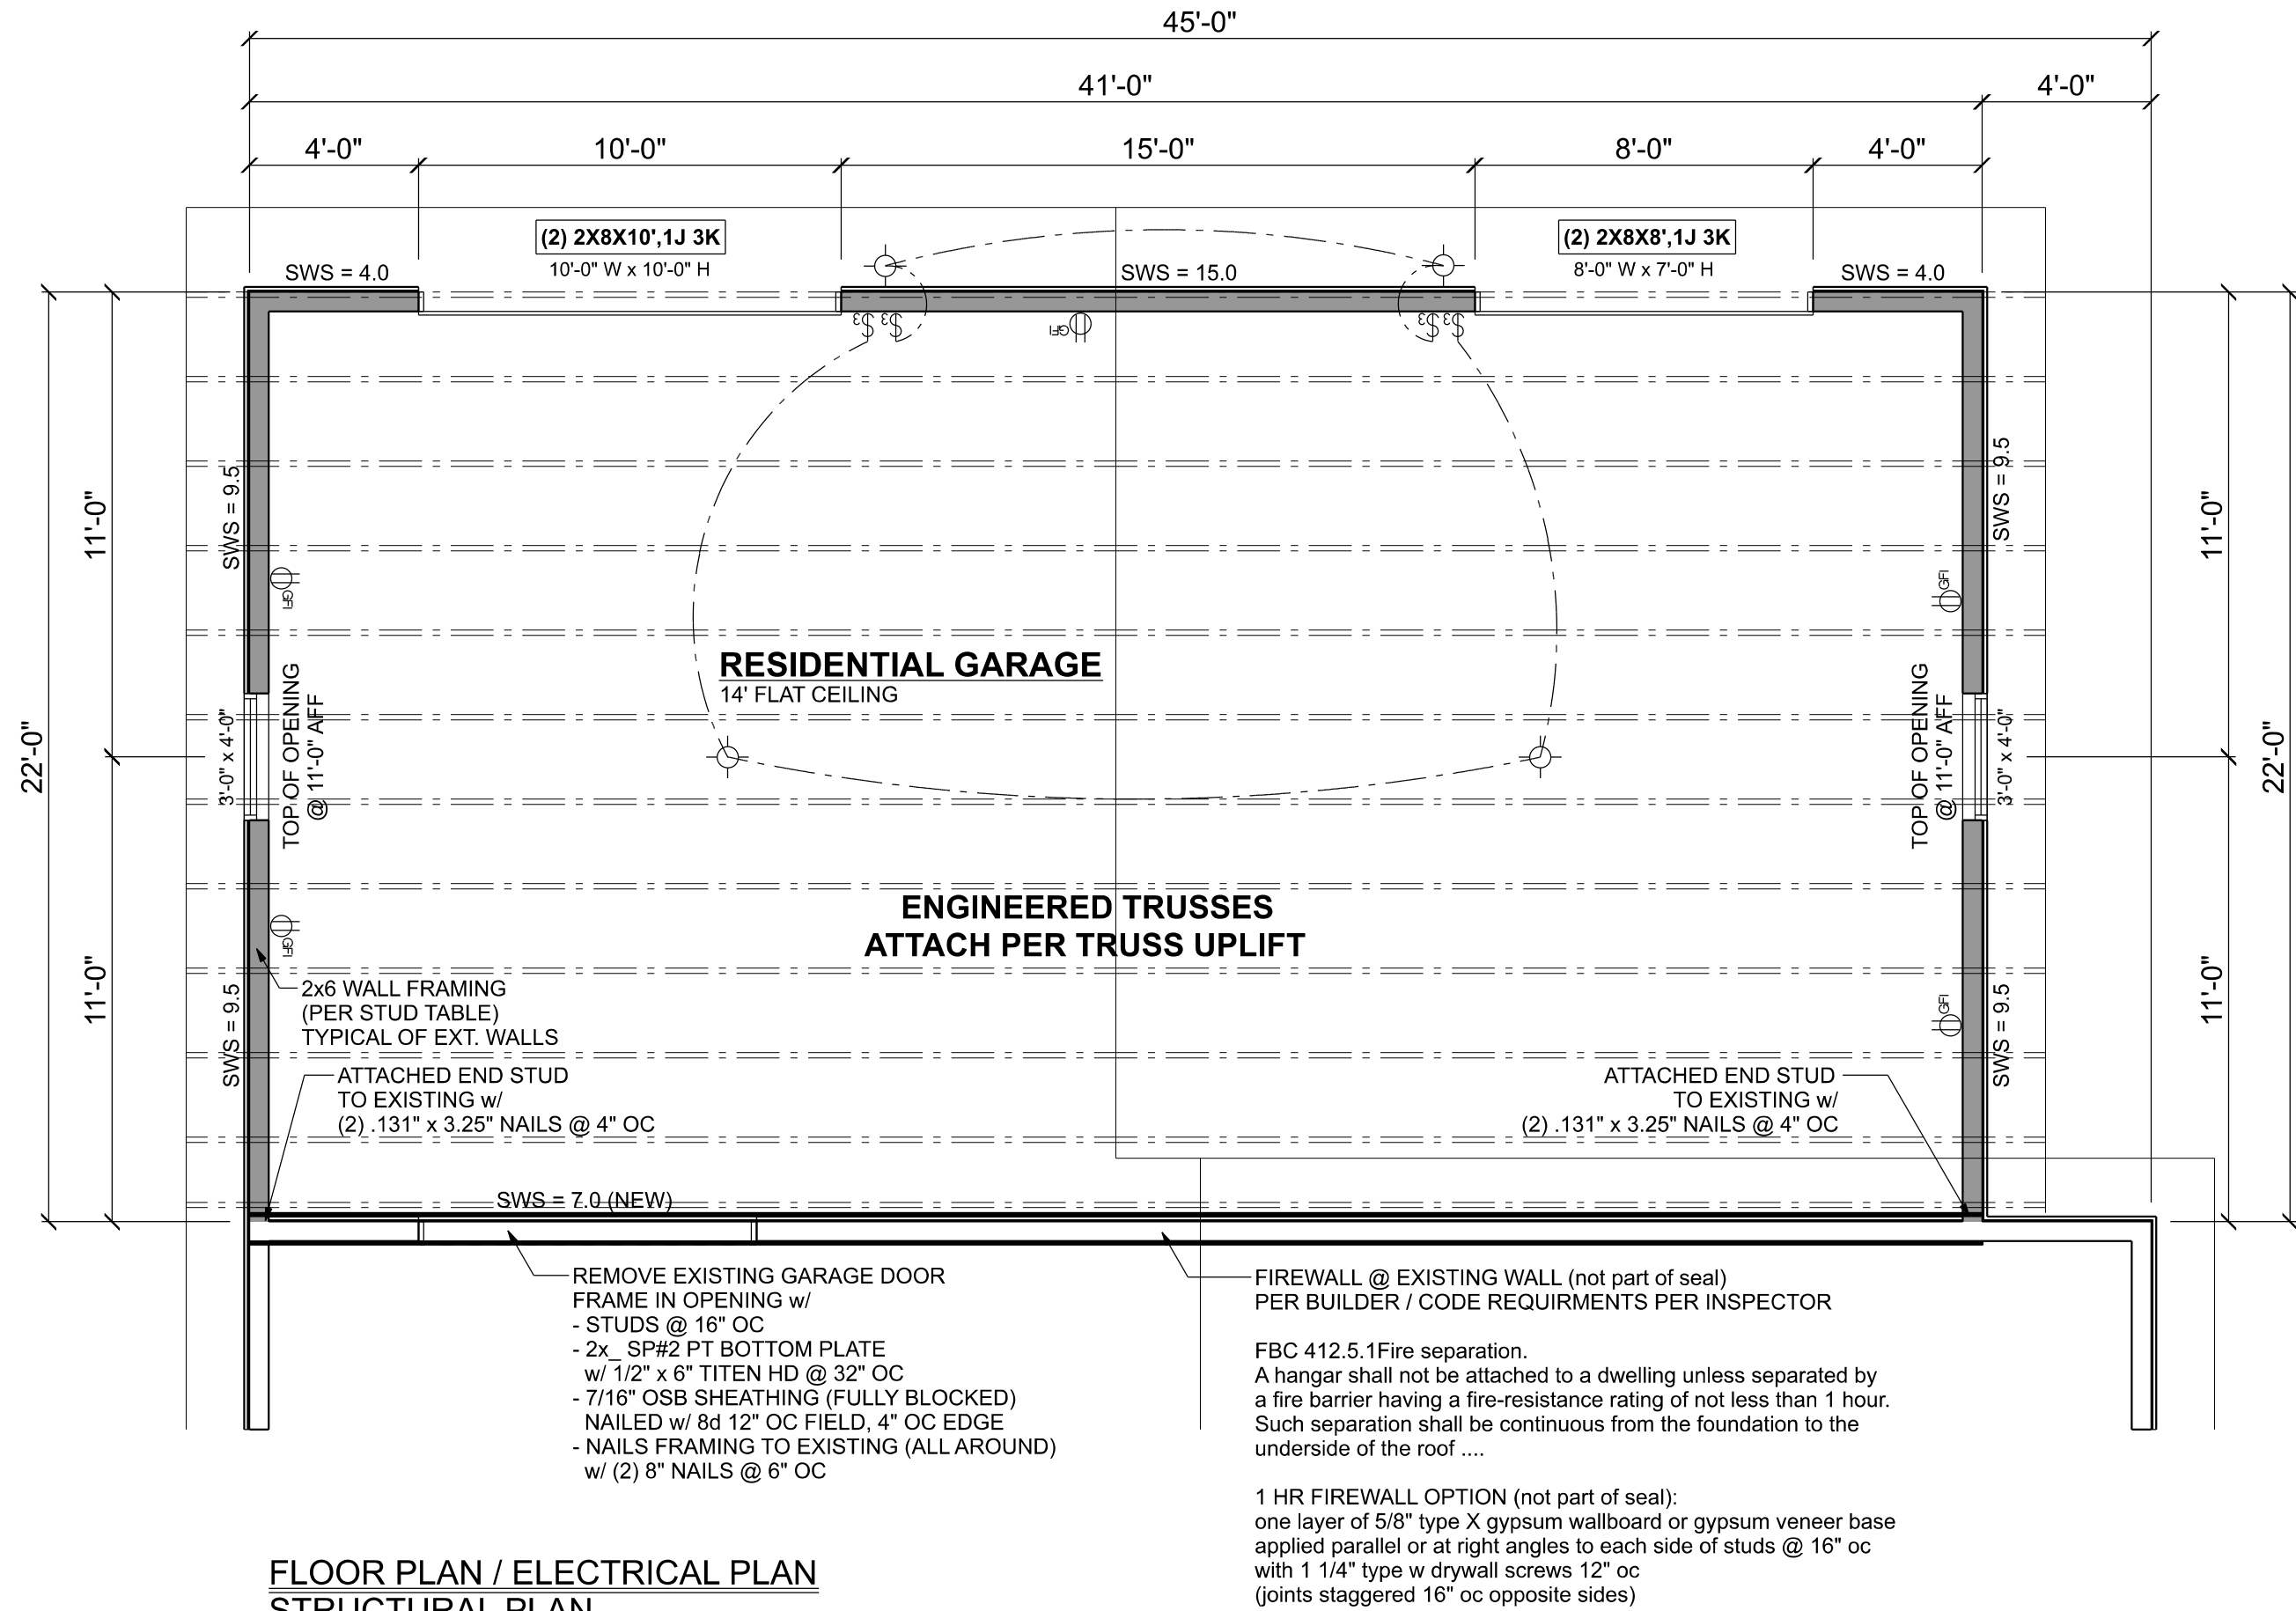 45'-0"
41'-0"
4'-0"
4'-0"
10'-0"
15'-0"
8'-0"
4'-0"
(2) 2X8X10',1J 3K
10'-0" W x 10'-0" H
(2) 2X8X8',1J 3K
8'-0" W x 7'-0" H
SWS = 4.0
SWS = 15.0
SWS = 4.0
$3
$3
GFI
$3
$3
22'-0"
11'-0"
11'-0"
SWS = 9.5
GFI
3'-0" x 4'-0"
TOP OF OPENING
@ 11'-0" AFF
GFI
SWS = 9.5
RESIDENTIAL GARAGE
14' FLAT CEILING
ENGINEERED TRUSSES
ATTACH PER TRUSS UPLIFT
SWS = 9.5
GFI
TOP OF OPENING
@ 11'-0" AFF
3'-0" x 4'-0"
GFI
SWS = 9.5
11'-0"
11'-0"
22'-0"
2x6 WALL FRAMING
(PER STUD TABLE)
TYPICAL OF EXT. WALLS
ATTACHED END STUD
TO EXISTING w/
(2) .131" x 3.25" NAILS @ 4" OC
ATTACHED END STUD
TO EXISTING w/
(2) .131" x 3.25" NAILS @ 4" OC
SWS = 7.0 (NEW)
REMOVE EXISTING GARAGE DOOR
FRAME IN OPENING w/
- STUDS @ 16" OC
- 2x_ SP#2 PT BOTTOM PLATE
w/ 1/2" x 6" TITEN HD @ 32" OC
- 7/16" OSB SHEATHING (FULLY BLOCKED)
NAILED w/ 8d 12" OC FIELD, 4" OC EDGE
- NAILS FRAMING TO EXISTING (ALL AROUND)
w/ (2) 8" NAILS @ 6" OC
FIREWALL @ EXISTING WALL (not part of seal)
PER BUILDER / CODE REQUIRMENTS PER INSPECTOR
FBC 412.5.1Fire separation.
A hangar shall not be attached to a dwelling unless separated by
a fire barrier having a fire-resistance rating of not less than 1 hour.
Such separation shall be continuous from the foundation to the
underside of the roof ....
1 HR FIREWALL OPTION (not part of seal):
one layer of 5/8" type X gypsum wallboard or gypsum veneer base
applied parallel or at right angles to each side of studs @ 16" oc
with 1 1/4" type w drywall screws 12" oc
(joints staggered 16" oc opposite sides)
FLOOR PLAN / ELECTRICAL PLAN
STRUCTURAL PLAN